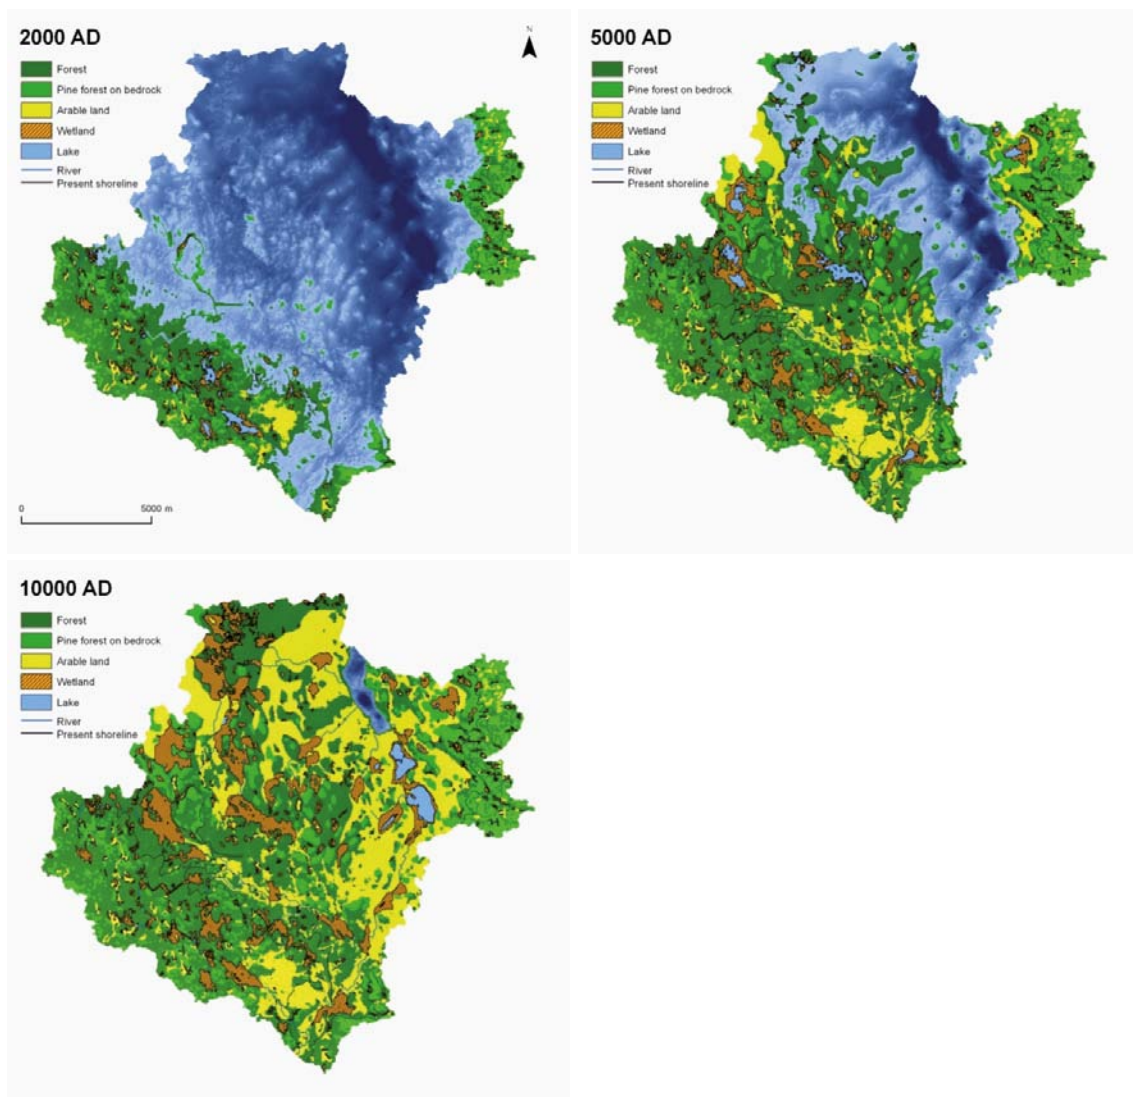 2000 AD
N
Forest
Pine forest on bedrock
Arable land
Wetland
Lake
River
Present shoreline
0 5000 m
5000 AD
Forest
Pine forest on bedrock
Arable land
Wetland
Lake
River
Present shoreline
10000 AD
Forest
Pine forest on bedrock
Arable land
Wetland
Lake
River
Present shoreline